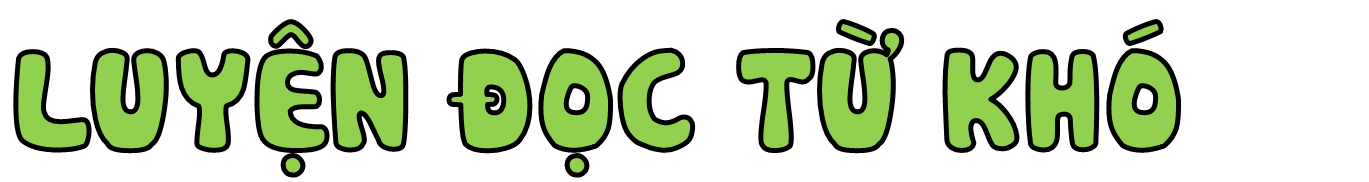 LUYỆN ĐỌC TỪ KHÓ